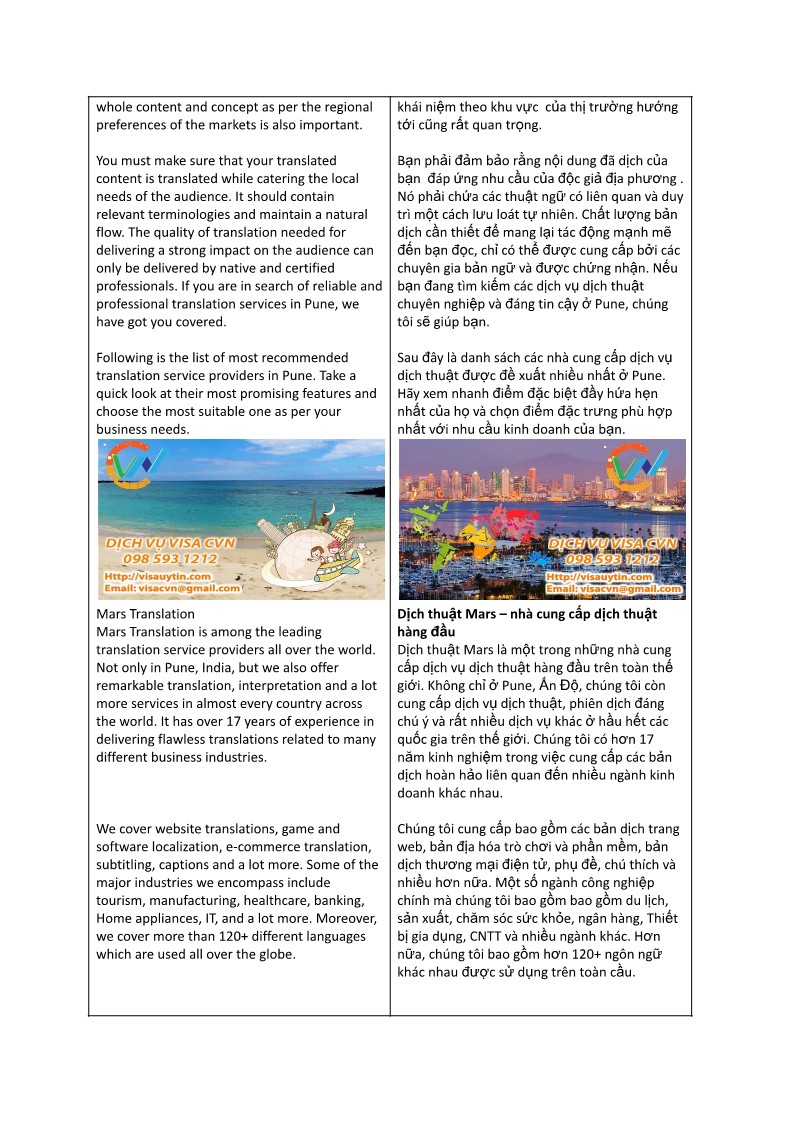 whole content and concept as per the regional
preferences of the markets is also important.
You must make sure that your translated
content is translated while catering the local
needs of the audience. It should contain
relevant terminologies and maintain a natural
flow. The quality of translation needed for
delivering a strong impact on the audience can
only be delivered by native and certified
professionals. If you are in search of reliable and
professional translation services in Pune, we
have got you covered.
Following is the list of most recommended
translation service providers in Pune. Take a
quick look at their most promising features and
choose the most suitable one as per your
business needs.
DỊCH VỤ VISA CVN
098 593 1212
Http://visauytin.com
Email: visacvn@gmail.com
Mars Translation
Mars Translation is among the leading
translation service providers all over the world.
Not only in Pune, India, but we also offer
remarkable translation, interpretation and a lot
more services in almost every country across
the world. It has over 17 years of experience in
delivering flawless translations related to many
different business industries.
We cover website translations, game and
software localization, e-commerce translation,
subtitling, captions and a lot more. Some of the
major industries we encompass include
tourism, manufacturing, healthcare, banking,
Home appliances, IT, and a lot more. Moreover,
we cover more than 120+ different languages
which are used all over the globe.
khái niệm theo khu vực  của thị trường hướng
tới cũng rất quan trọng.
Bạn phải đảm bảo rằng nội dung đã dịch của
bạn  đáp ứng nhu cầu của độc giả địa phương .
Nó phải chứa các thuật ngữ có liên quan và duy
trì một cách lưu loát tự nhiên. Chất lượng bản
dịch cần thiết để mang lại tác động mạnh mẽ
đến bạn đọc, chỉ có thể được cung cấp bởi các
chuyên gia bản ngữ và được chứng nhận. Nếu
bạn đang tìm kiếm các dịch vụ dịch thuật
chuyên nghiệp và đáng tin cậy ở Pune, chúng
tôi sẽ giúp bạn.
Sau đây là danh sách các nhà cung cấp dịch vụ
dịch thuật được đề xuất nhiều nhất ở Pune.
Hãy xem nhanh điểm đặc biệt đầy hứa hẹn
nhất của họ và chọn điểm đặc trưng phù hợp
nhất với nhu cầu kinh doanh của bạn.
DỊCH VỤ VISA CVN
098 593 1212
Http://visauytin.com
Email: visacvn@gmail.com
Dịch thuật Mars – nhà cung cấp dịch thuật
hàng đầu
Dịch thuật Mars là một trong những nhà cung
cấp dịch vụ dịch thuật hàng đầu trên toàn thế
giới. Không chỉ ở Pune, Ấn Độ, chúng tôi còn
cung cấp dịch vụ dịch thuật, phiên dịch đáng
chú ý và rất nhiều dịch vụ khác ở hầu hết các
quốc gia trên thế giới. Chúng tôi có hơn 17
năm kinh nghiệm trong việc cung cấp các bản
dịch hoàn hảo liên quan đến nhiều ngành kinh
doanh khác nhau.
Chúng tôi cung cấp bao gồm các bản dịch trang
web, bản địa hóa trò chơi và phần mềm, bản
dịch thương mại điện tử, phụ đề, chú thích và
nhiều hơn nữa. Một số ngành công nghiệp
chính mà chúng tôi bao gồm bao gồm du lịch,
sản xuất, chăm sóc sức khỏe, ngân hàng, Thiết
bị gia dụng, CNTT và nhiều ngành khác. Hơn
nữa, chúng tôi bao gồm hơn 120+ ngôn ngữ
khác nhau được sử dụng trên toàn cầu.